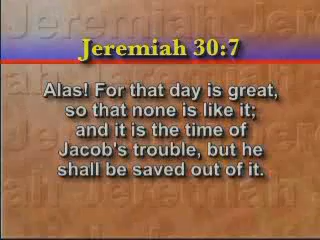 Jeremiah 30:7
Alas! For that day is great,
so that none is like it;
and it is the time of
Jacob's trouble, but he
shall be saved out of it.